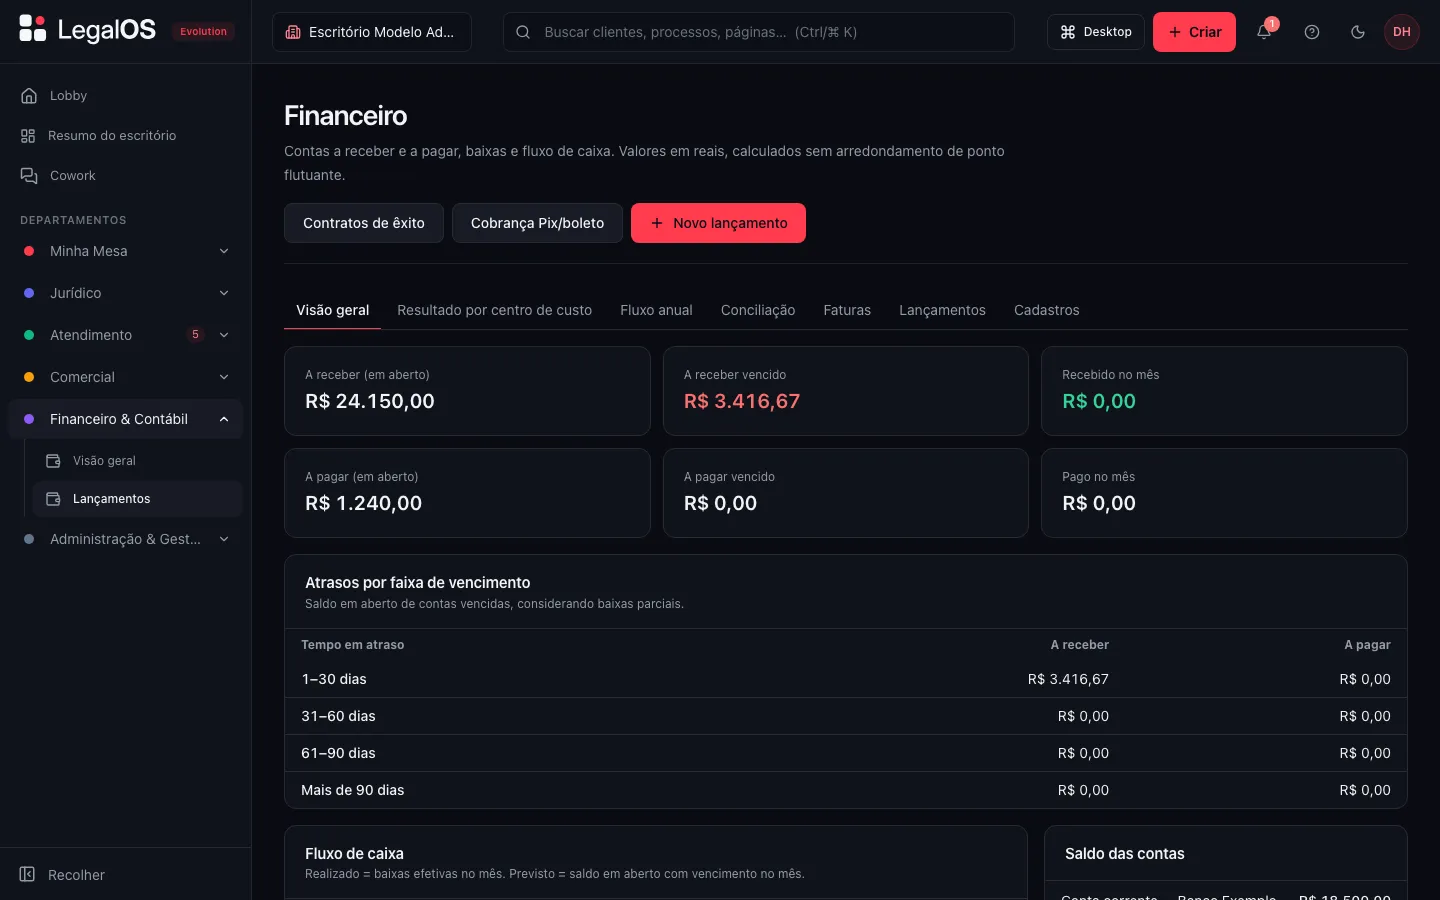 LegalOS
Evolution
Escritório Modelo Ad...
Buscar clientes, processos, páginas... (Ctrl/⌘ K)
⌘ Desktop
+ Criar
1
DH
Lobby
Resumo do escritório
Cowork
DEPARTAMENTOS
Minha Mesa
Jurídico
Atendimento
5
Comercial
Financeiro & Contábil
Visão geral
Lançamentos
Administração & Gest...
Recolher
Financeiro
Contas a receber e a pagar, baixas e fluxo de caixa. Valores em reais, calculados sem arredondamento de ponto
flutuante.
Contratos de êxito
Cobrança Pix/boleto
+ Novo lançamento
Visão geral
Resultado por centro de custo
Fluxo anual
Conciliação
Faturas
Lançamentos
Cadastros
A receber (em aberto)
R$ 24.150,00
A receber vencido
R$ 3.416,67
Recebido no mês
R$ 0,00
A pagar (em aberto)
R$ 1.240,00
A pagar vencido
R$ 0,00
Pago no mês
R$ 0,00
Atrasos por faixa de vencimento
Saldo em aberto de contas vencidas, considerando baixas parciais.
Tempo em atraso A receber A pagar
1–30 dias R$ 3.416,67 R$ 0,00
31–60 dias R$ 0,00 R$ 0,00
61–90 dias R$ 0,00 R$ 0,00
Mais de 90 dias R$ 0,00 R$ 0,00
Fluxo de caixa
Realizado = baixas efetivas no mês. Previsto = saldo em aberto com vencimento no mês.
Saldo das contas
Conta corrente – Banco Exemplo R$ 18.500,00